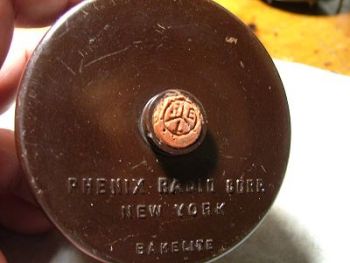 PHENIX RADIO CORP.
NEW YORK
BAKELITE